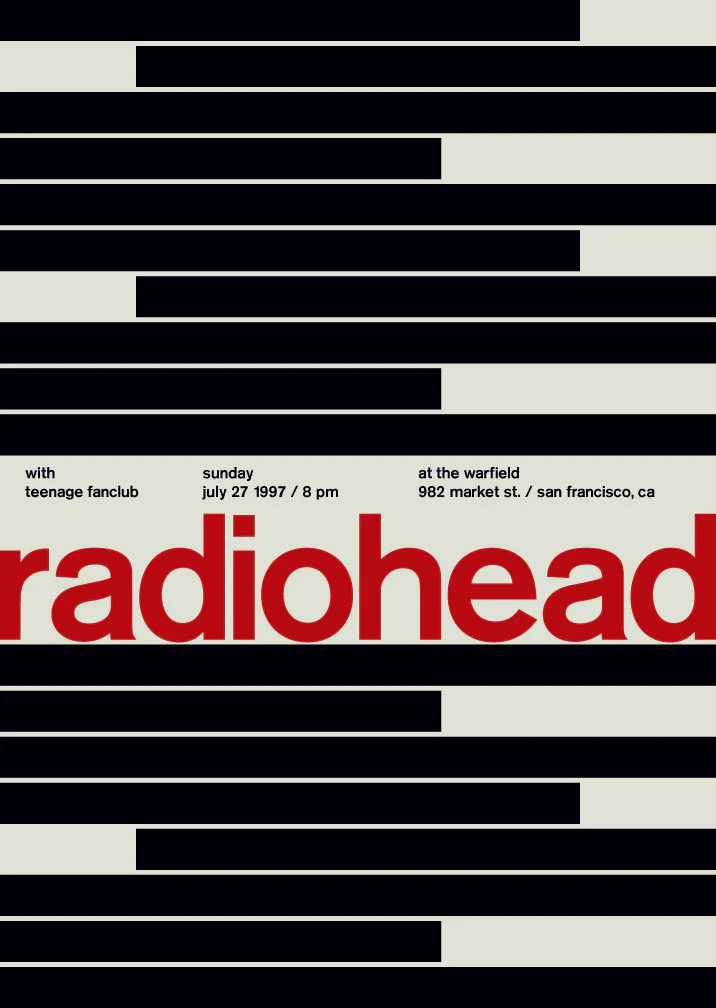 with
teenage fanclub
sunday
july 27 1997 / 8 pm
at the warfield
982 market st. / san francisco, ca
radiohead